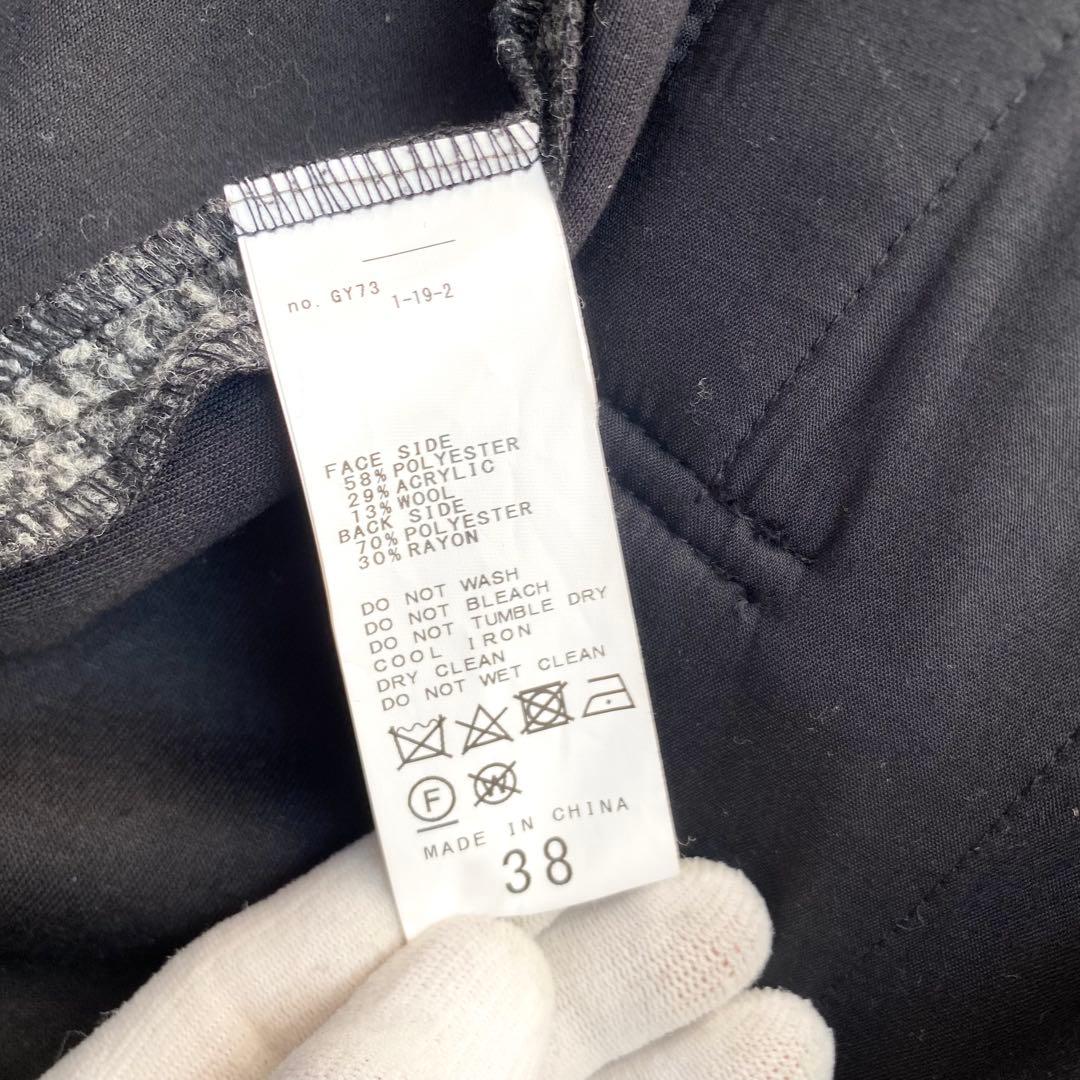 no. GY73 1-19-2
FACE SIDE
58% POLYESTER
29% ACRYLIC
13% WOOL
BACK SIDE
70% POLYESTER
30% RAYON
DO NOT WASH
DO NOT BLEACH
DO NOT TUMBLE DRY
COOL IRON
DRY CLEAN
DO NOT WET CLEAN
F W
MADE IN CHINA
38